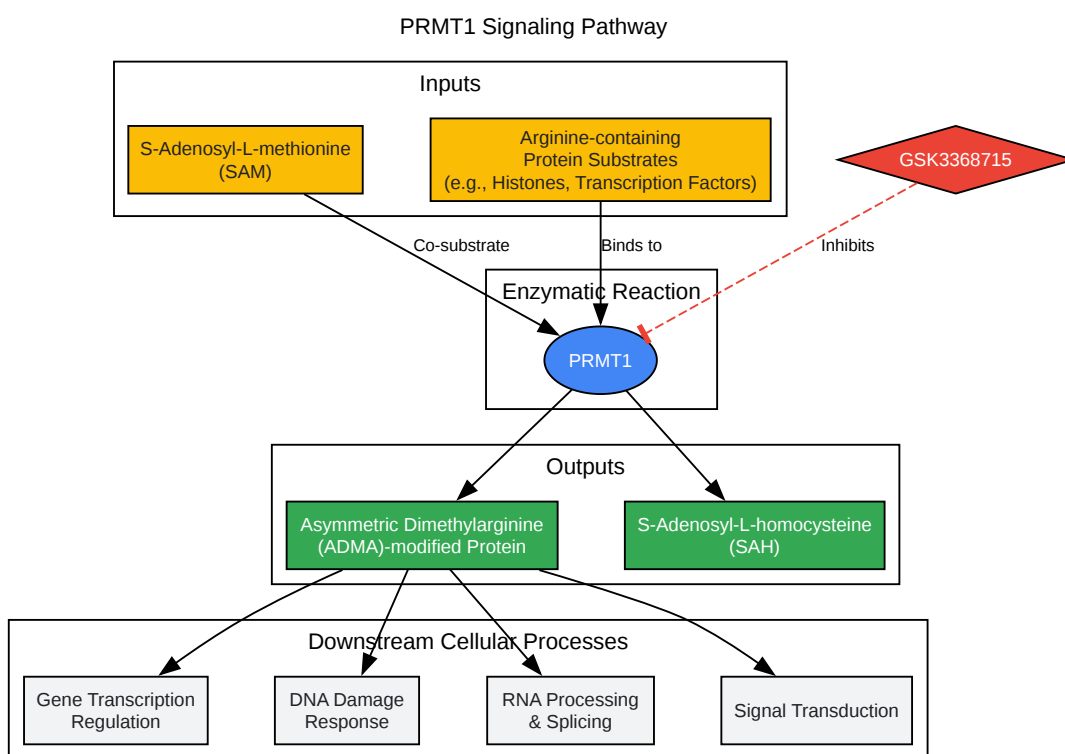 PRMT1 Signaling Pathway
Inputs
S-Adenosyl-L-methionine
(SAM)
Arginine-containing
Protein Substrates
(e.g., Histones, Transcription Factors)
GSK3368715
Co-substrate
Binds to
Inhibits
Enzymatic Reaction
PRMT1
Outputs
Asymmetric Dimethylarginine
(ADMA)-modified Protein
S-Adenosyl-L-homocysteine
(SAH)
Downstream Cellular Processes
Gene Transcription
Regulation
DNA Damage
Response
RNA Processing
& Splicing
Signal Transduction